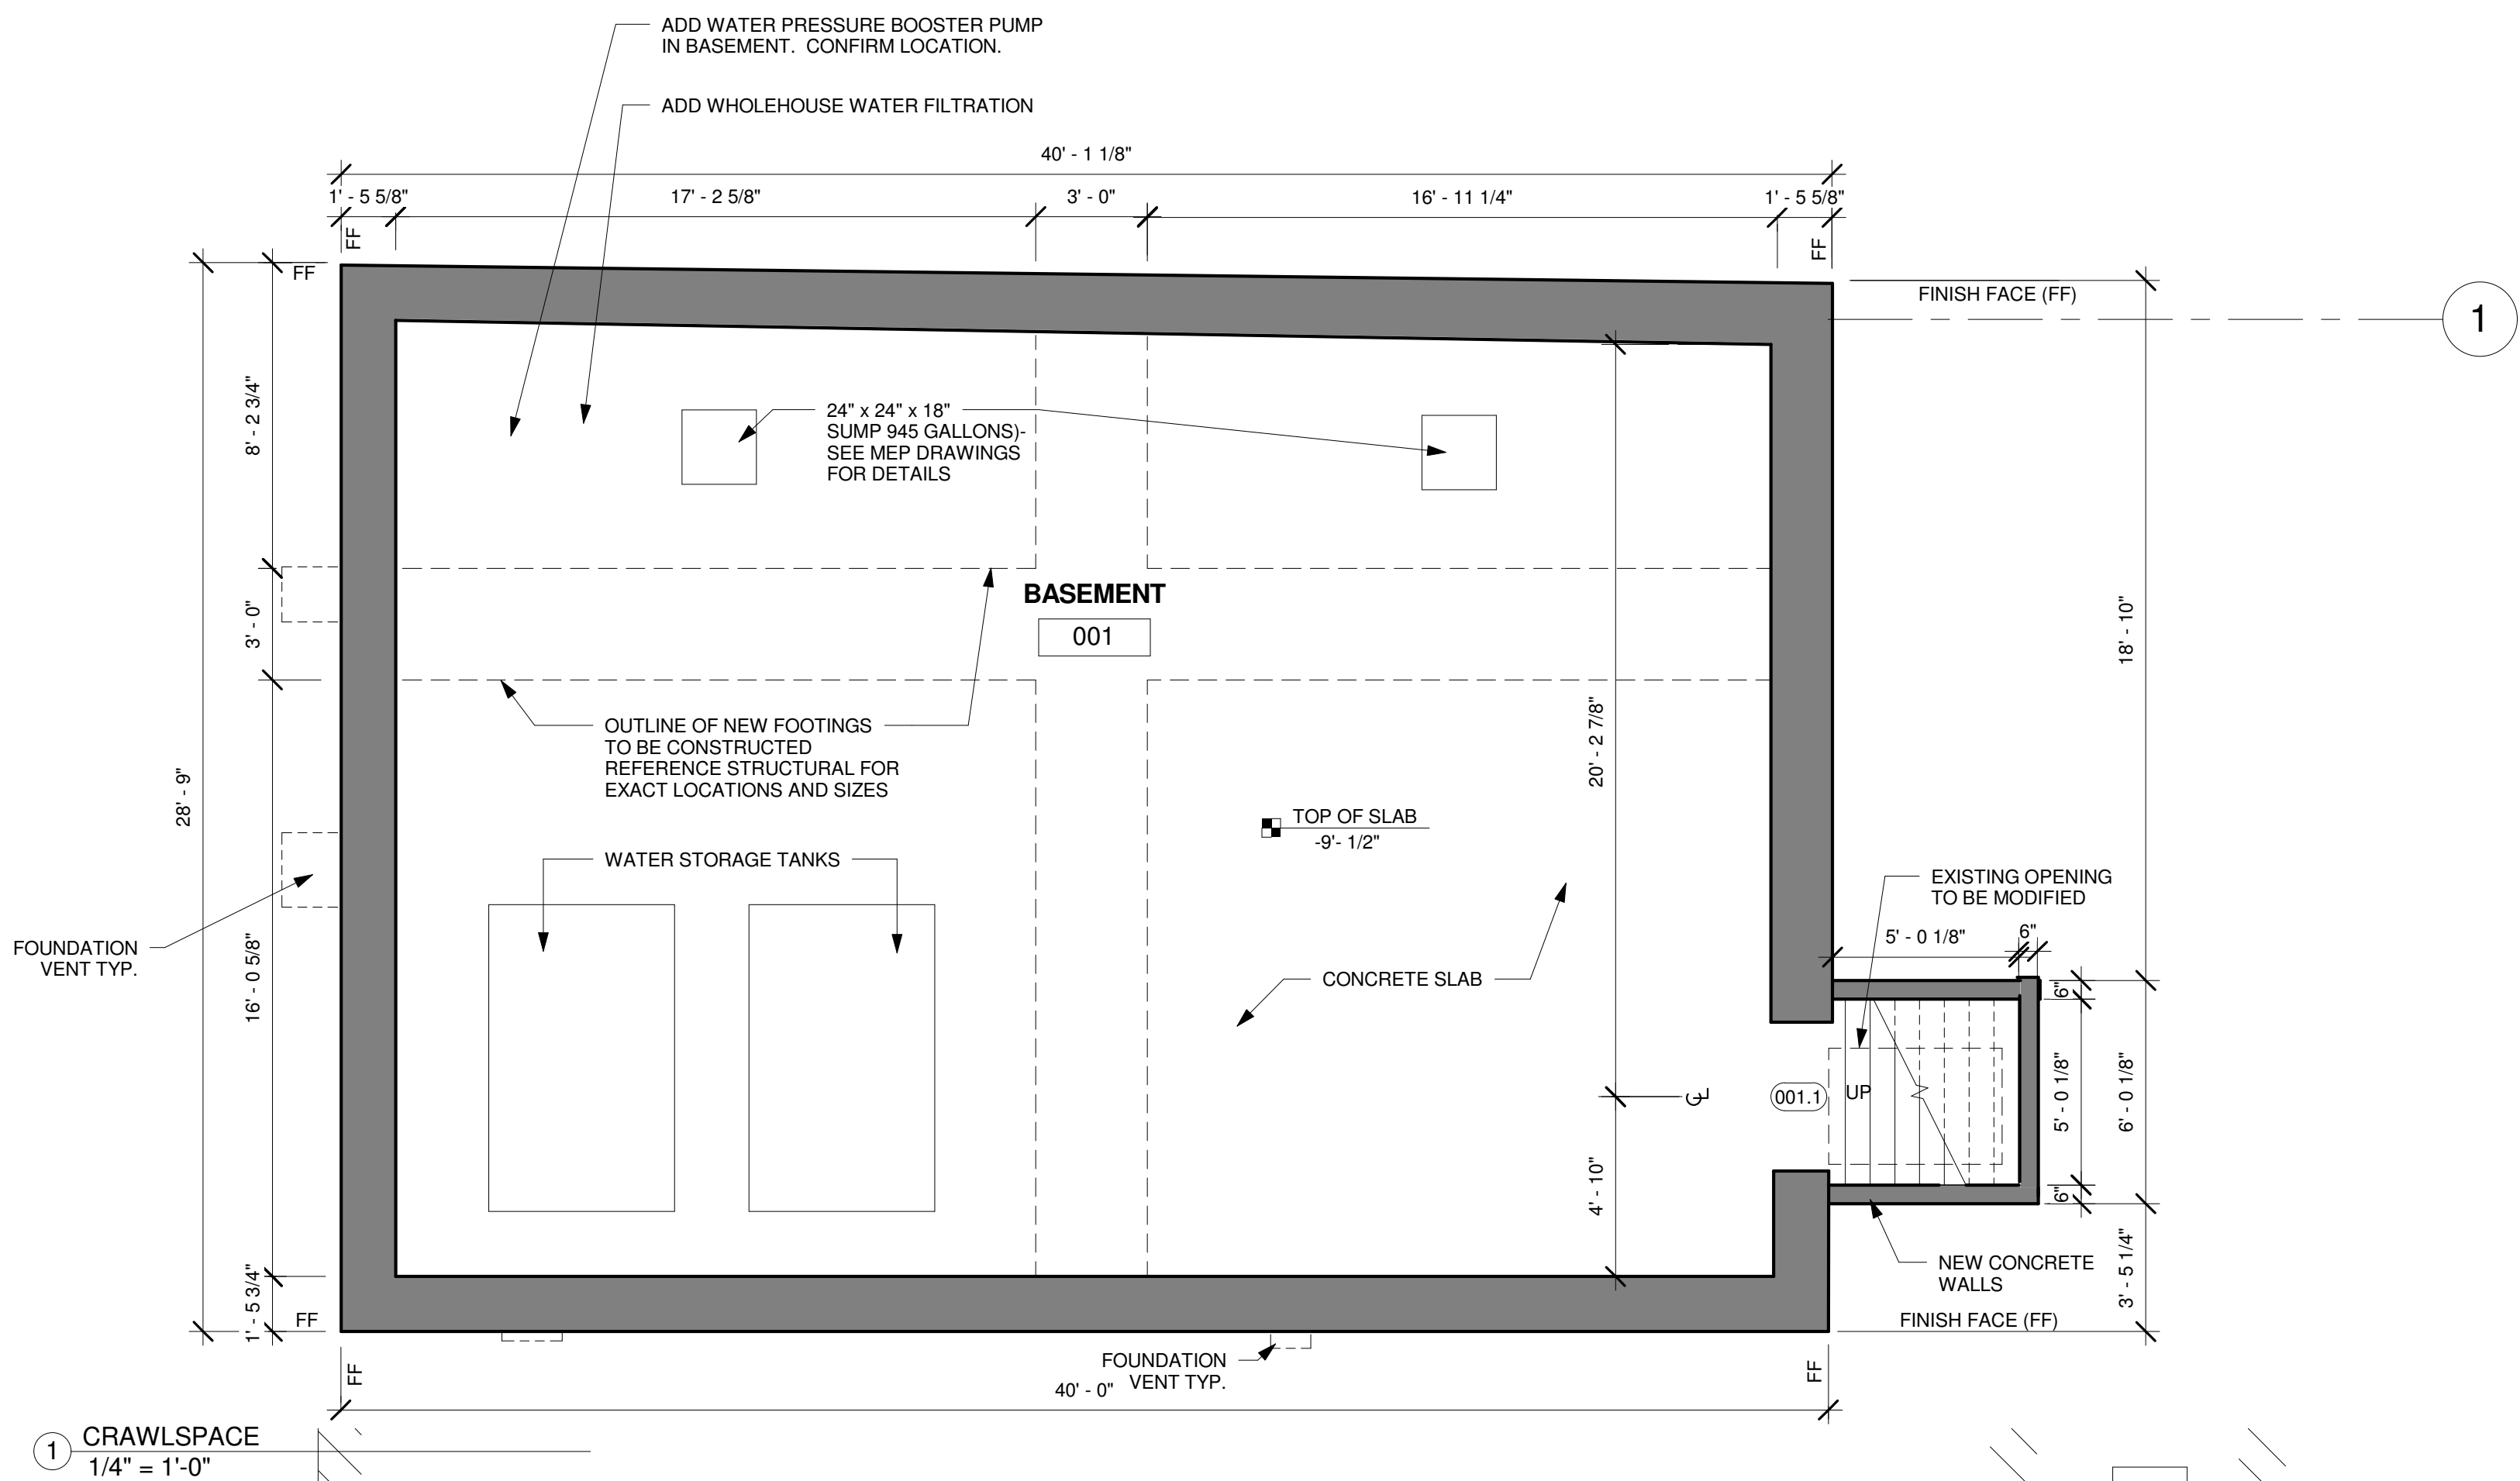 ADD WATER PRESSURE BOOSTER PUMP
IN BASEMENT.  CONFIRM LOCATION.
ADD WHOLEHOUSE WATER FILTRATION
40' - 1 1/8"
1' - 5 5/8"
17' - 2 5/8"
3' - 0"
16' - 11 1/4"
1' - 5 5/8"
FF
FF
FF
FINISH FACE (FF)
1
8' - 2 3/4"
3' - 0"
28' - 9"
16' - 0 5/8"
1' - 5 3/4"
24" x 24" x 18"
SUMP 945 GALLONS)-
SEE MEP DRAWINGS
FOR DETAILS
BASEMENT
001
18' - 10"
OUTLINE OF NEW FOOTINGS
TO BE CONSTRUCTED
REFERENCE STRUCTURAL FOR
EXACT LOCATIONS AND SIZES
20' - 2 7/8"
TOP OF SLAB
-9'- 1/2"
WATER STORAGE TANKS
EXISTING OPENING
TO BE MODIFIED
FOUNDATION
VENT TYP.
5' - 0 1/8"
6"
CONCRETE SLAB
6"
5' - 0 1/8"
6' - 0 1/8"
6"
CL
001.1
UP
4' - 10"
NEW CONCRETE
WALLS
3' - 5 1/4"
FF
FINISH FACE (FF)
FF
FOUNDATION
VENT TYP.
FF
40' - 0"
1
CRAWLSPACE
1/4" = 1'-0"